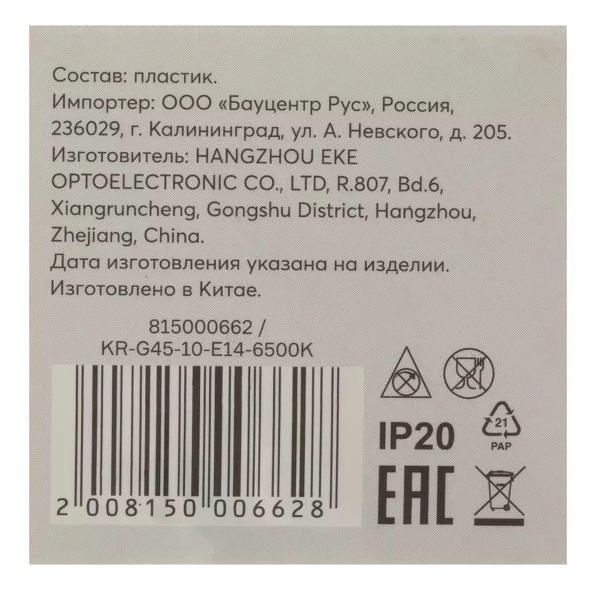 Состав: пластик.
Импортер: ООО «Бауцентр Рус», Россия,
236029, г. Калининград, ул. А. Невского, д. 205.
Изготовитель: HANGZHOU EKE
OPTOELECTRONIC CO., LTD, R.807, Bd.6,
Xiangruncheng, Gongshu District, Hangzhou,
Zhejiang, China.
Дата изготовления указана на изделии.
Изготовлено в Китае.
815000662 /
KR-G45-10-E14-6500K
2 008150 006628
IP20
21
PAP
EAC